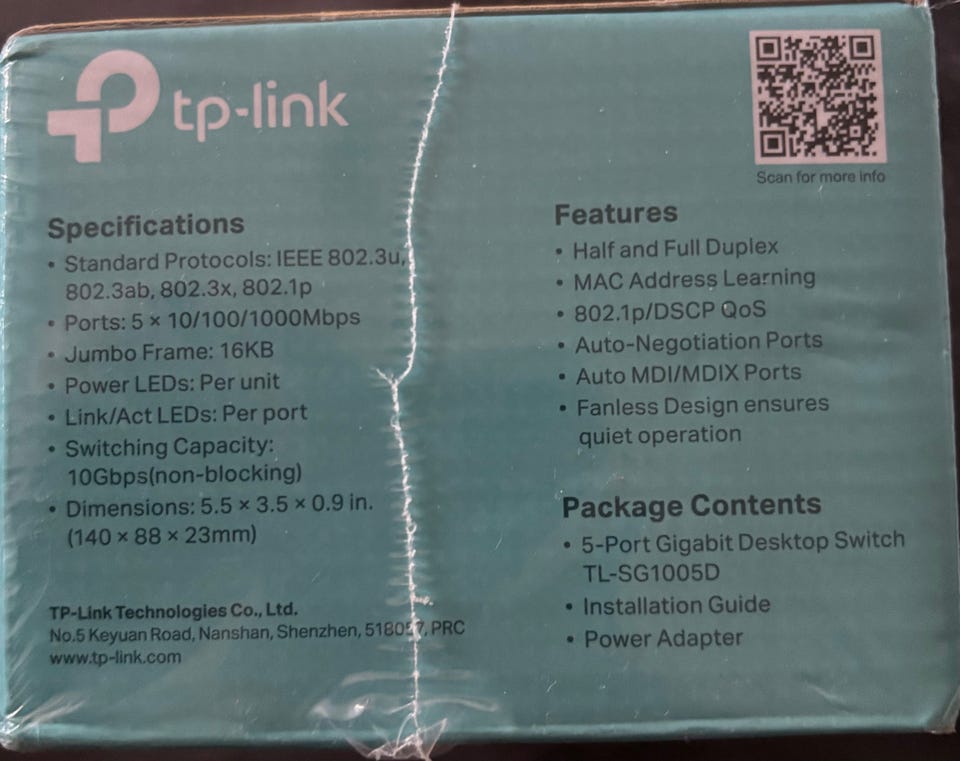 tp-link
Scan for more info
Specifications
• Standard Protocols: IEEE 802.3u,
802.3ab, 802.3x, 802.1p
• Ports: 5 × 10/100/1000Mbps
• Jumbo Frame: 16KB
• Power LEDs: Per unit
• Link/Act LEDs: Per port
• Switching Capacity:
10Gbps(non-blocking)
• Dimensions: 5.5 × 3.5 × 0.9 in.
(140 × 88 × 23mm)
TP-Link Technologies Co., Ltd.
No.5 Keyuan Road, Nanshan, Shenzhen, 518057, PRC
www.tp-link.com
Features
• Half and Full Duplex
• MAC Address Learning
• 802.1p/DSCP QoS
• Auto-Negotiation Ports
• Auto MDI/MDIX Ports
• Fanless Design ensures
quiet operation
Package Contents
• 5-Port Gigabit Desktop Switch
TL-SG1005D
• Installation Guide
• Power Adapter